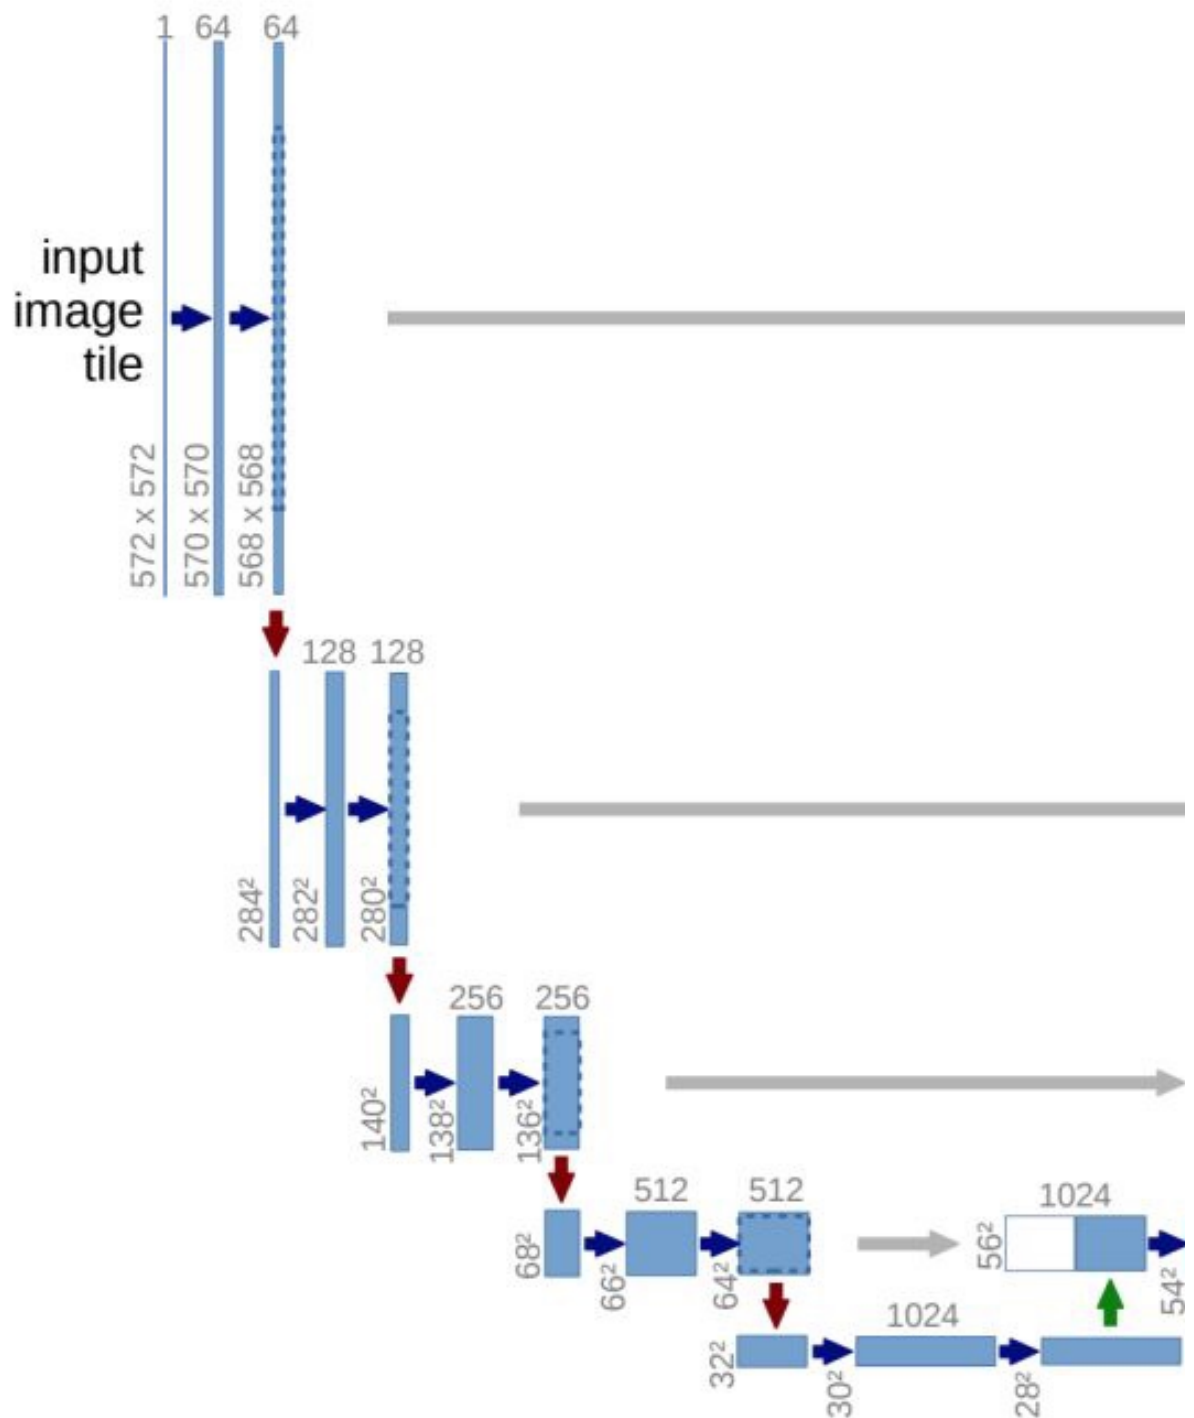 1 64 64
input
image
tile
572 x 572
570 x 570
568 x 568
128 128
284²
282²
280²
256 256
140²
138²
136²
512 512 1024
68²
66²
64²
56²
54²
1024
32²
30²
28²